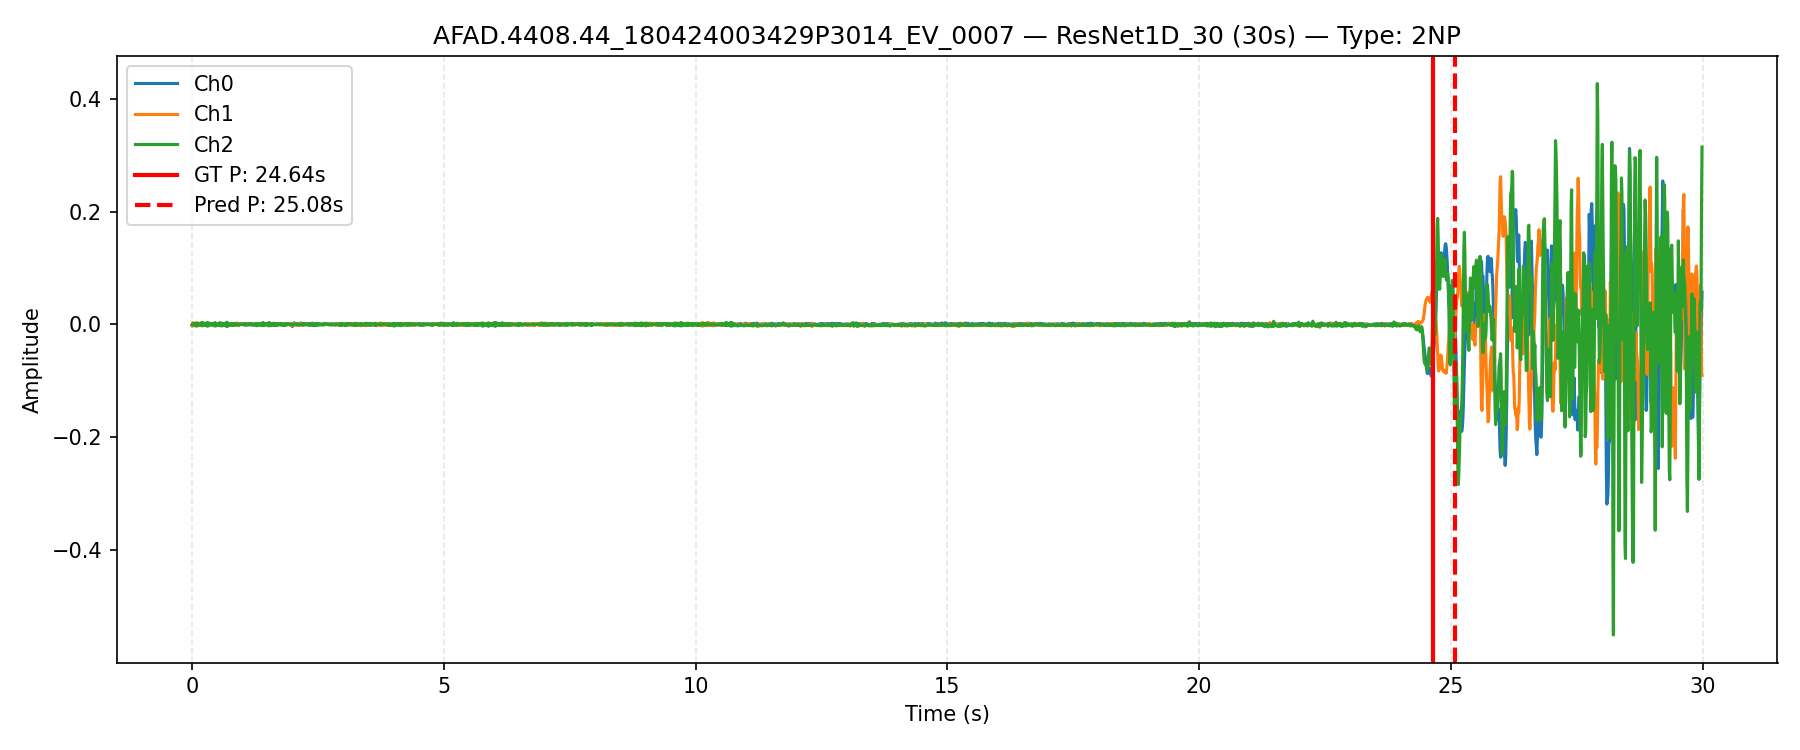 AFAD.4408.44_180424003429P3014_EV_0007 — ResNet1D_30 (30s) — Type: 2NP
Ch0
Ch1
Ch2
GT P: 24.64s
Pred P: 25.08s
0.4
0.2
0.0
−0.2
−0.4
Amplitude
0
5
10
15
20
25
30
Time (s)